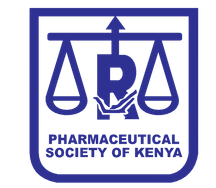 R
PHARMACEUTICAL
SOCIETY OF KENYA